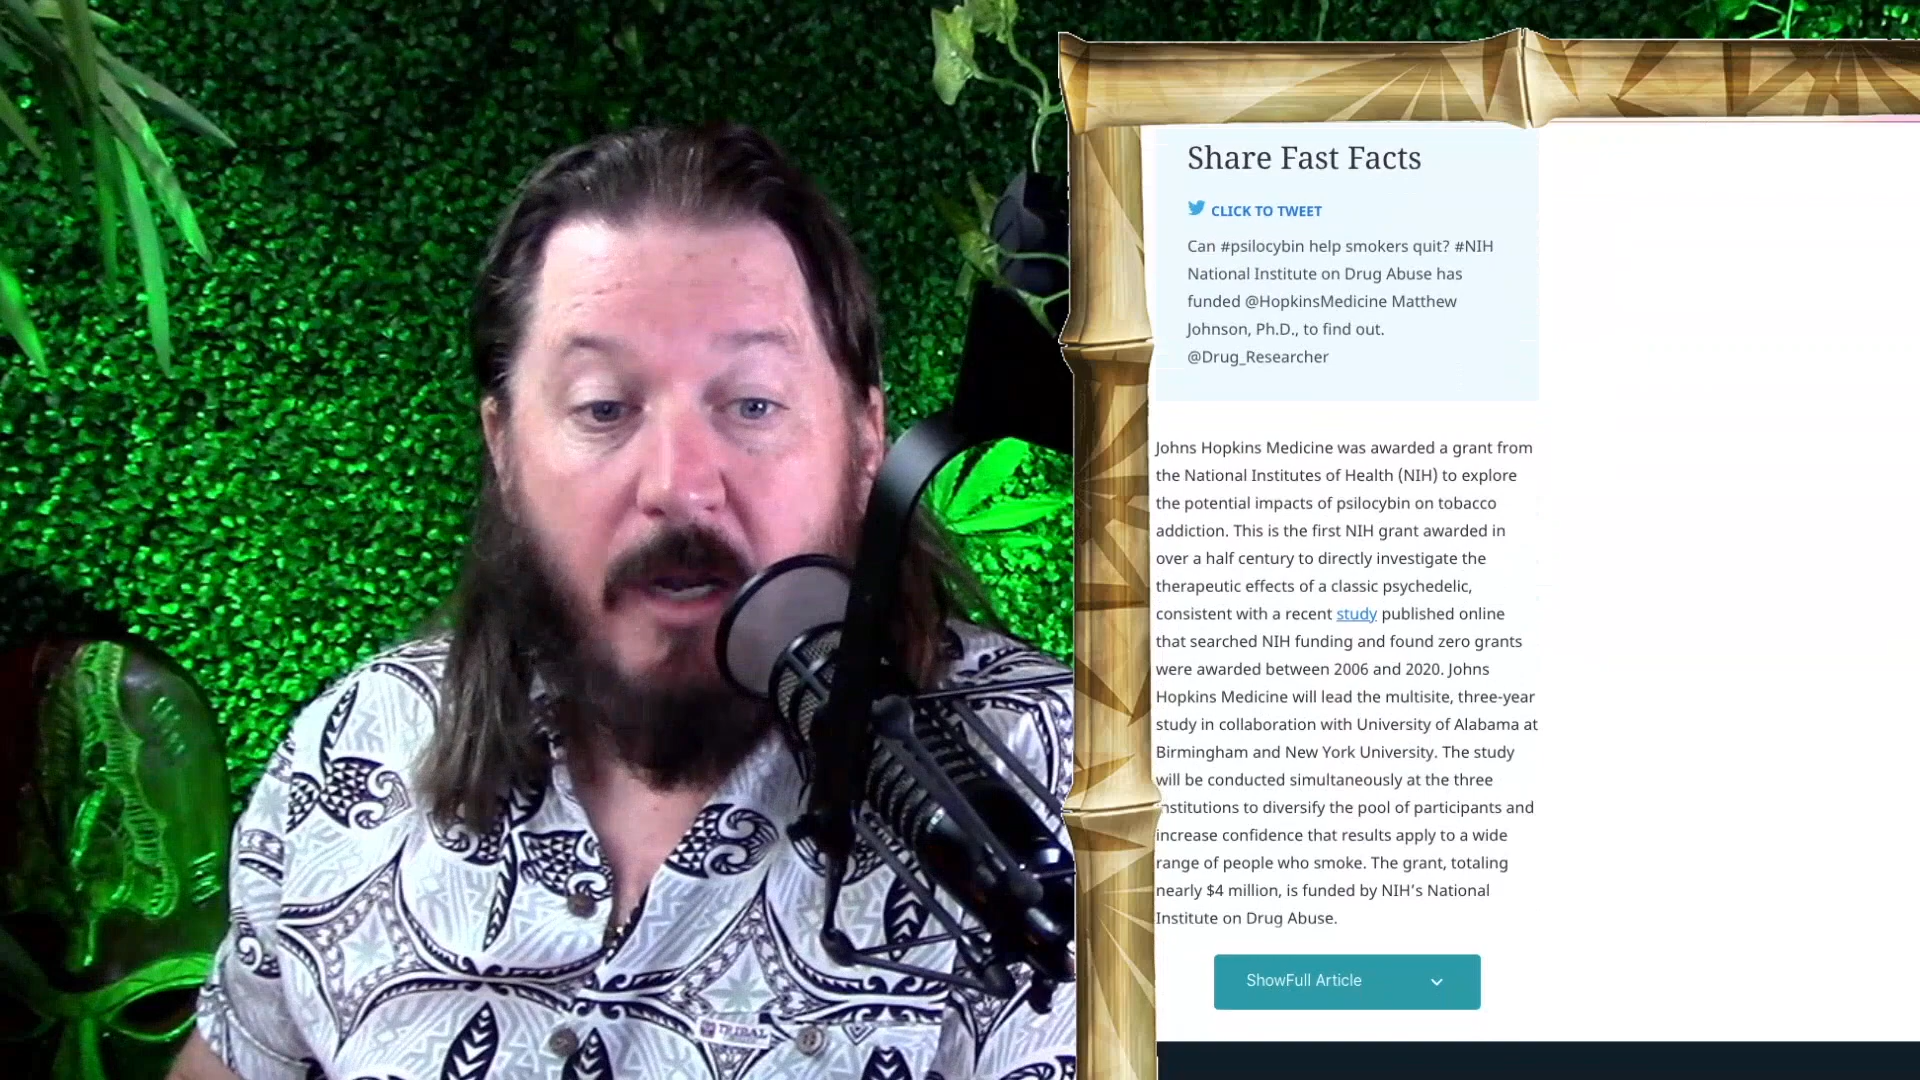 Share Fast Facts
CLICK TO TWEET
Can #psilocybin help smokers quit? #NIH
National Institute on Drug Abuse has
funded @HopkinsMedicine Matthew
Johnson, Ph.D., to find out.
@Drug_Researcher
Johns Hopkins Medicine was awarded a grant from
the National Institutes of Health (NIH) to explore
the potential impacts of psilocybin on tobacco
addiction. This is the first NIH grant awarded in
over a half century to directly investigate the
therapeutic effects of a classic psychedelic,
consistent with a recent study published online
that searched NIH funding and found zero grants
were awarded between 2006 and 2020. Johns
Hopkins Medicine will lead the multisite, three-year
study in collaboration with University of Alabama at
Birmingham and New York University. The study
will be conducted simultaneously at the three
institutions to diversify the pool of participants and
increase confidence that results apply to a wide
range of people who smoke. The grant, totaling
nearly $4 million, is funded by NIH's National
Institute on Drug Abuse.
ShowFull Article
TRIBAL